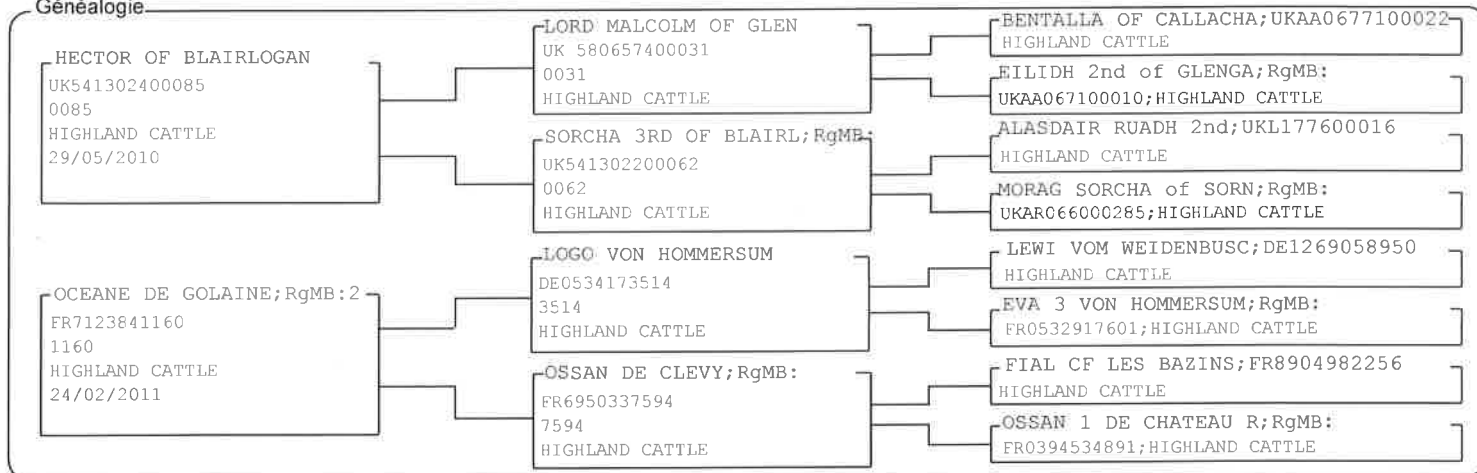 Généalogie
HECTOR OF BLAIRLOGAN
UK541302400085
0085
HIGHLAND CATTLE
29/05/2010
OCEANE DE GOLAINE;RgMB:2
FR7123841160
1160
HIGHLAND CATTLE
24/02/2011
LORD MALCOLM OF GLEN
UK 580657400031
0031
HIGHLAND CATTLE
SORCHA 3RD OF BLAIRL;RgMB:
UK541302200062
0062
HIGHLAND CATTLE
LOGO VON HOMMERSUM
DE0534173514
3514
HIGHLAND CATTLE
OSSAN DE CLEVY;RgMB:
FR6950337594
7594
HIGHLAND CATTLE
BENTALLA OF CALLACHA;UKAA0677100022
HIGHLAND CATTLE
EILIDH 2nd of GLENGA;RgMB:
UKAA067100010;HIGHLAND CATTLE
ALASDAIR RUADH 2nd;UKL177600016
HIGHLAND CATTLE
MORAG SORCHA of SORN;RgMB:
UKAR066000285;HIGHLAND CATTLE
LEWI VOM WEIDENBUSC;DE1269058950
HIGHLAND CATTLE
EVA 3 VON HOMMERSUM;RgMB:
FR0532917601;HIGHLAND CATTLE
FIAL CF LES BAZINS;FR8904982256
HIGHLAND CATTLE
OSSAN 1 DE CHATEAU R;RgMB:
FR0394534891;HIGHLAND CATTLE